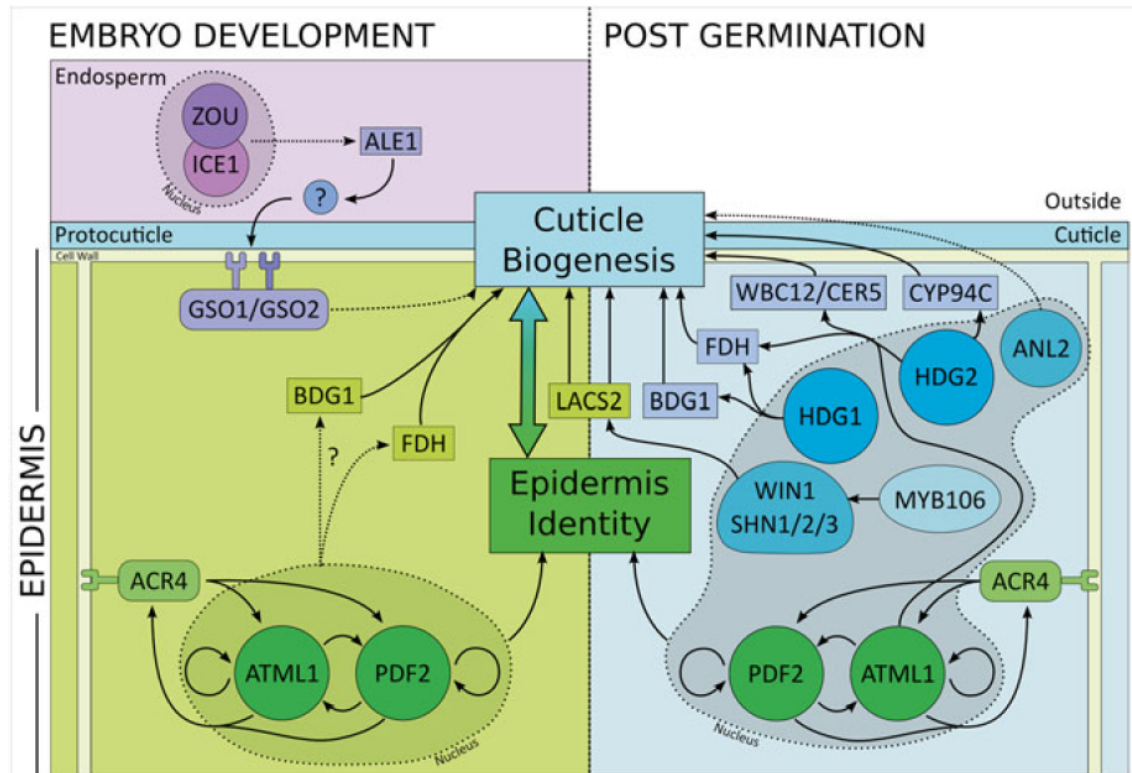 EMBRYO DEVELOPMENT
POST GERMINATION
Endosperm
ZOU
ICE1
Nucleus
ALE1
?
Outside
Protocuticle
Cuticle
Cell Wall
Cuticle
Biogenesis
GSO1/GSO2
WBC12/CER5
CYP94C
ANL2
FDH
HDG2
BDG1
LACS2
BDG1
HDG1
FDH
?
EPIDERMIS
Epidermis
Identity
WIN1
SHN1/2/3
MYB106
ACR4
ACR4
ATML1
PDF2
PDF2
ATML1
Nucleus
Nucleus